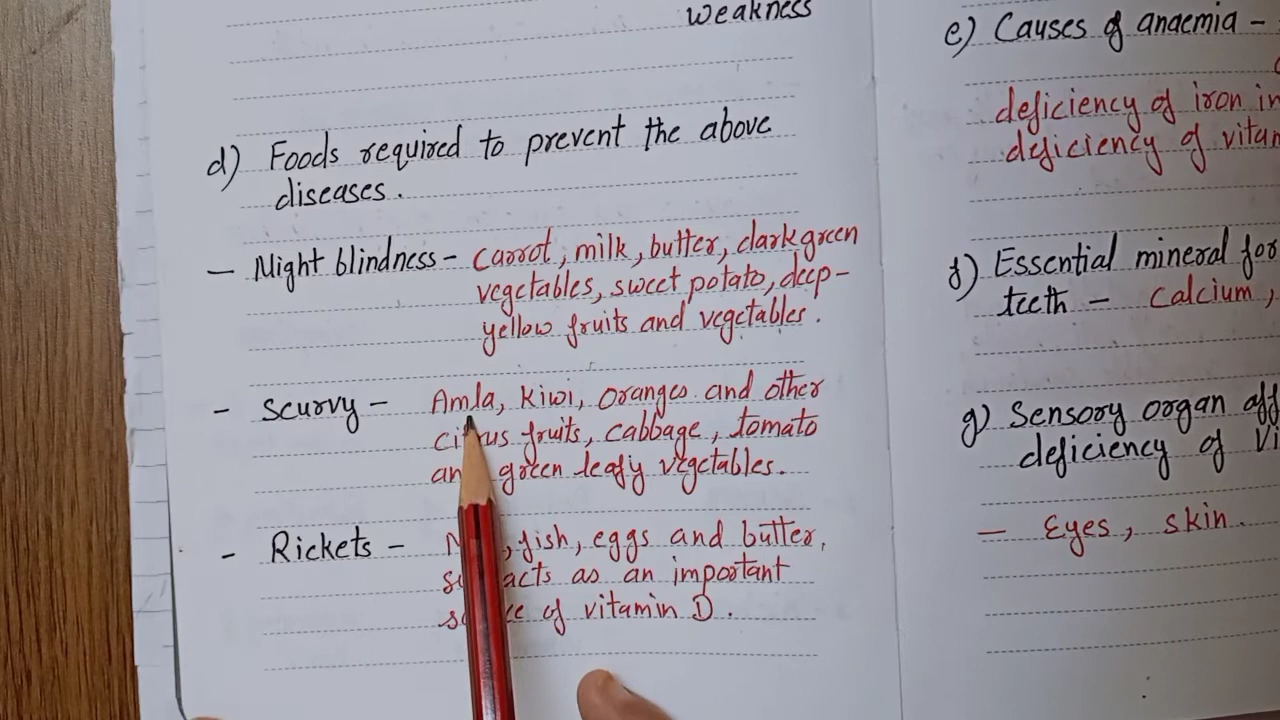 weakness
d) Foods required to prevent the above
diseases.
— Night blindness - Carrot, milk, butter, dark green
vegetables, sweet potato, deep-
yellow fruits and vegetables.
- Scurvy - Amla, kiwi, oranges and other
citrus fruits, cabbage, tomato
and green leafy vegetables.
- Rickets - fish, eggs and butter,
acts as an important
of vitamin D.
e) Causes of anaemia -
deficiency of iron in
deficiency of
f) Essential mineral for
teeth - Calcium,
g) Sensory organ
deficiency of
— Eyes, skin.